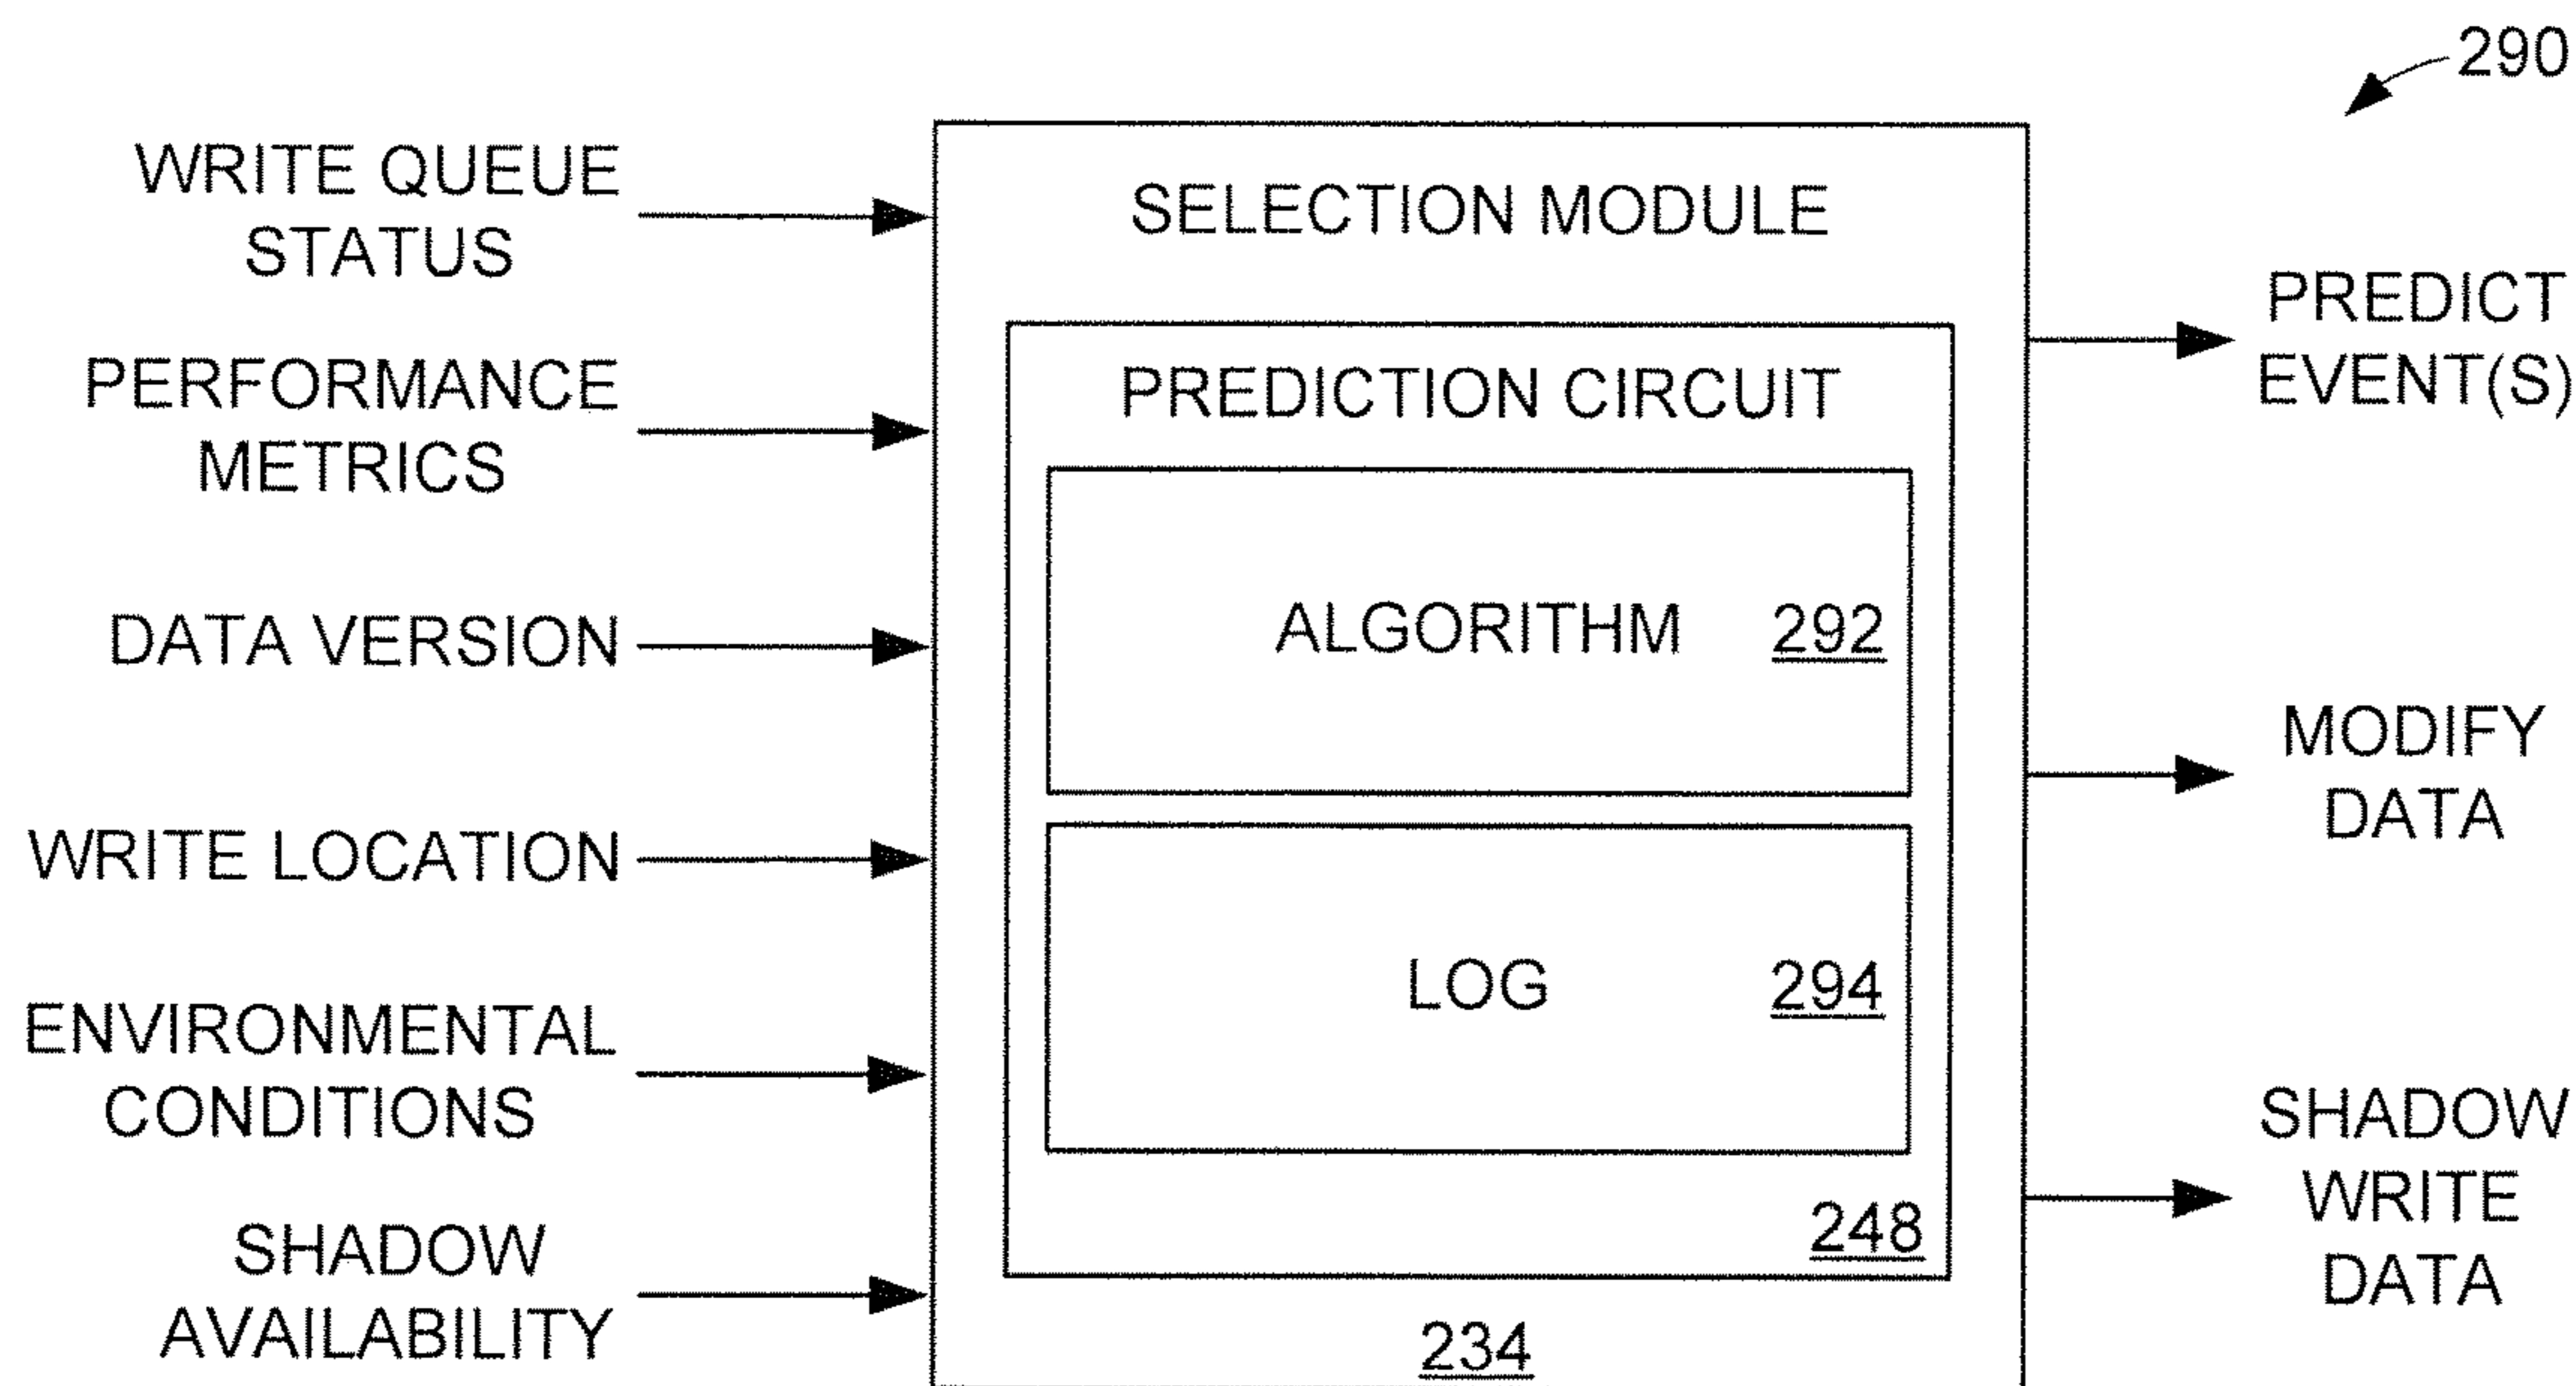 290
WRITE QUEUE
STATUS
PERFORMANCE
METRICS
DATA VERSION
WRITE LOCATION
ENVIRONMENTAL
CONDITIONS
SHADOW
AVAILABILITY
SELECTION MODULE
PREDICTION CIRCUIT
ALGORITHM 292
LOG 294
248
234
PREDICT
EVENT(S)
MODIFY
DATA
SHADOW
WRITE
DATA